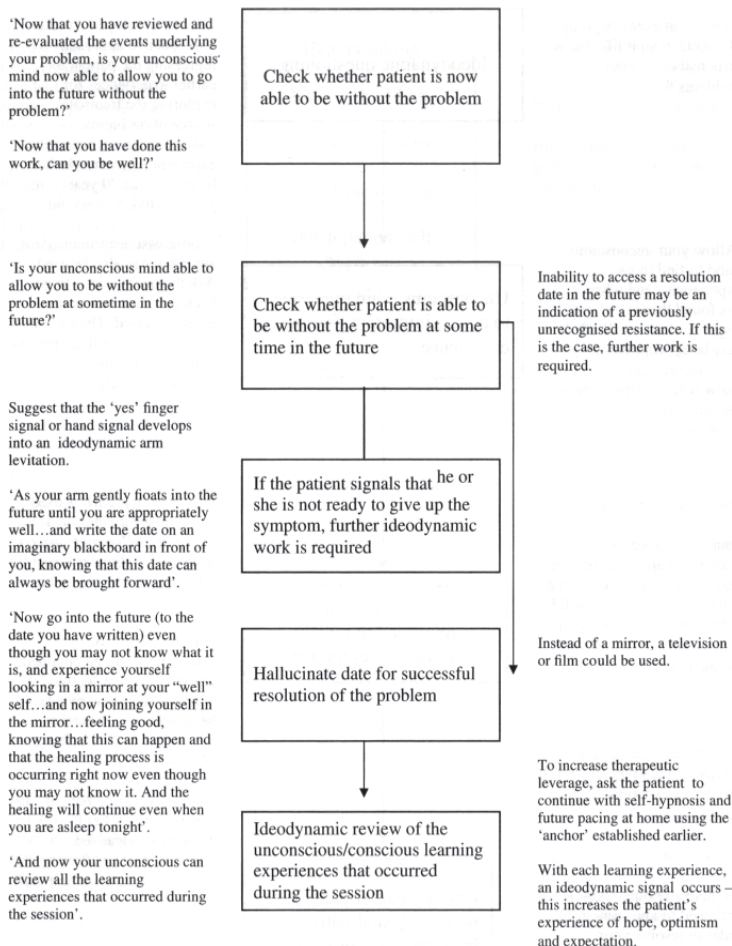 ‘Now that you have reviewed and
re-evaluated the events underlying
your problem, is your unconscious
mind now able to allow you to go
into the future without the
problem?’
‘Now that you have done this
work, can you be well?’
Check whether patient is now
able to be without the problem
‘Is your unconscious mind able to
allow you to be without the
problem at sometime in the
future?’
Check whether patient is able to
be without the problem at some
time in the future
Inability to access a resolution
date in the future may be an
indication of a previously
unrecognised resistance. If this
is the case, further work is
required.
Suggest that the ‘yes’ finger
signal or hand signal develops
into an ideodynamic arm
levitation.
‘As your arm gently fioats into the
future until you are appropriately
well...and write the date on an
imaginary blackboard in front of
you, knowing that this date can
always be brought forward’.
If the patient signals that he or
she is not ready to give up the
symptom, further ideodynamic
work is required
‘Now go into the future (to the
date you have written) even
though you may not know what it
is, and experience yourself
looking in a mirror at your “well”
self...and now joining yourself in
the mirror...feeling good,
knowing that this can happen and
that the healing process is
occurring right now even though
you may not know it. And the
healing will continue even when
you are asleep tonight’.
Hallucinate date for successful
resolution of the problem
Instead of a mirror, a television
or film could be used.
‘And now your unconscious can
review all the learning
experiences that occurred during
the session’.
Ideodynamic review of the
unconscious/conscious learning
experiences that occurred
during the session
To increase therapeutic
leverage, ask the patient to
continue with self-hypnosis and
future pacing at home using the
‘anchor’ established earlier.
With each learning experience,
an ideodynamic signal occurs –
this increases the patient’s
experience of hope, optimism
and expectation.